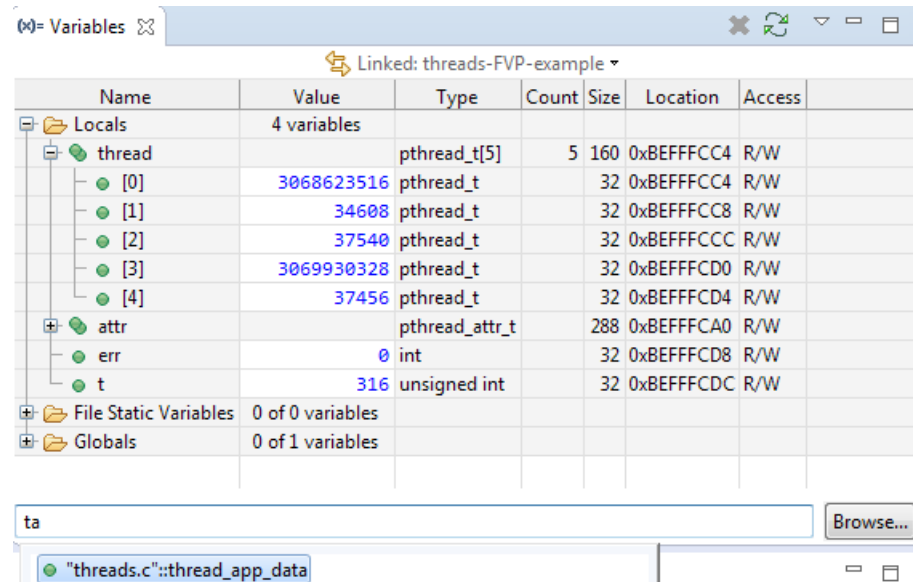 (x)= Variables
Linked: threads-FVP-example
Name Value Type Count Size Location Access
Locals 4 variables
thread pthread_t[5] 5 160 0xBEFFFCC4 R/W
[0] 3068623516 pthread_t 32 0xBEFFFCC4 R/W
[1] 34608 pthread_t 32 0xBEFFFCC8 R/W
[2] 37540 pthread_t 32 0xBEFFFCCC R/W
[3] 3069930328 pthread_t 32 0xBEFFFCD0 R/W
[4] 37456 pthread_t 32 0xBEFFFCD4 R/W
attr pthread_attr_t 288 0xBEFFFCA0 R/W
err 0 int 32 0xBEFFFCD8 R/W
t 316 unsigned int 32 0xBEFFFCDC R/W
File Static Variables 0 of 0 variables
Globals 0 of 1 variables
ta Browse...
"threads.c"::thread_app_data